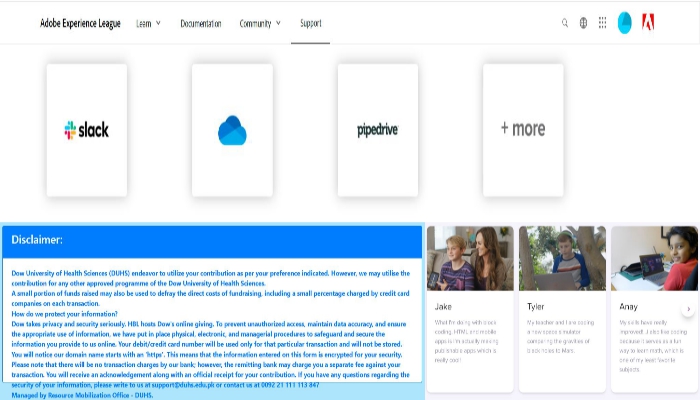 Adobe Experience League
Learn
Documentation
Community
Support
slack
pipedrive
+ more
Disclaimer:
Dow University of Health Sciences (DUHS) endeavor to utilize your contribution as per your preference indicated. However, we may utilise the
contribution for any other approved programme of the Dow University of Health Sciences.
A small portion of funds raised may also be used to defray the direct costs of fundraising, including a small percentage charged by credit card
companies on each transaction.
How do we protect your information?
Dow takes privacy and security seriously. HBL hosts Dow's online giving. To prevent unauthorized access, maintain data accuracy, and ensure
the appropriate use of information, we have put in place physical, electronic, and managerial procedures to safeguard and secure the
information you provide to us online. Your debit/credit card number will be used only for that particular transaction and will not be stored.
You will notice our domain name starts with an 'https'. This means that the information entered on this form is encrypted for your security.
Please note that there will be no transaction charges by our bank; however, the remitting bank may charge you a separate fee against your
transaction. You will receive an acknowledgement along with an official receipt for your contribution. If you have any questions regarding the
security of your information, please write to us at support@duhs.edu.pk or contact us at 0092 21 111 113 847
Managed by Resource Mobilization Office - DUHS.
Jake
What I'm doing with block
coding, HTML and mobile
apps is I'm actually making
publishable apps which is
really cool!
Tyler
My teacher and I are coding
a new space simulator
comparing the gravities of
black holes to Mars.
Anay
My skills have really
improved! I also like coding
because it serves as a fun
way to learn math, which is
one of my least favorite
subjects.